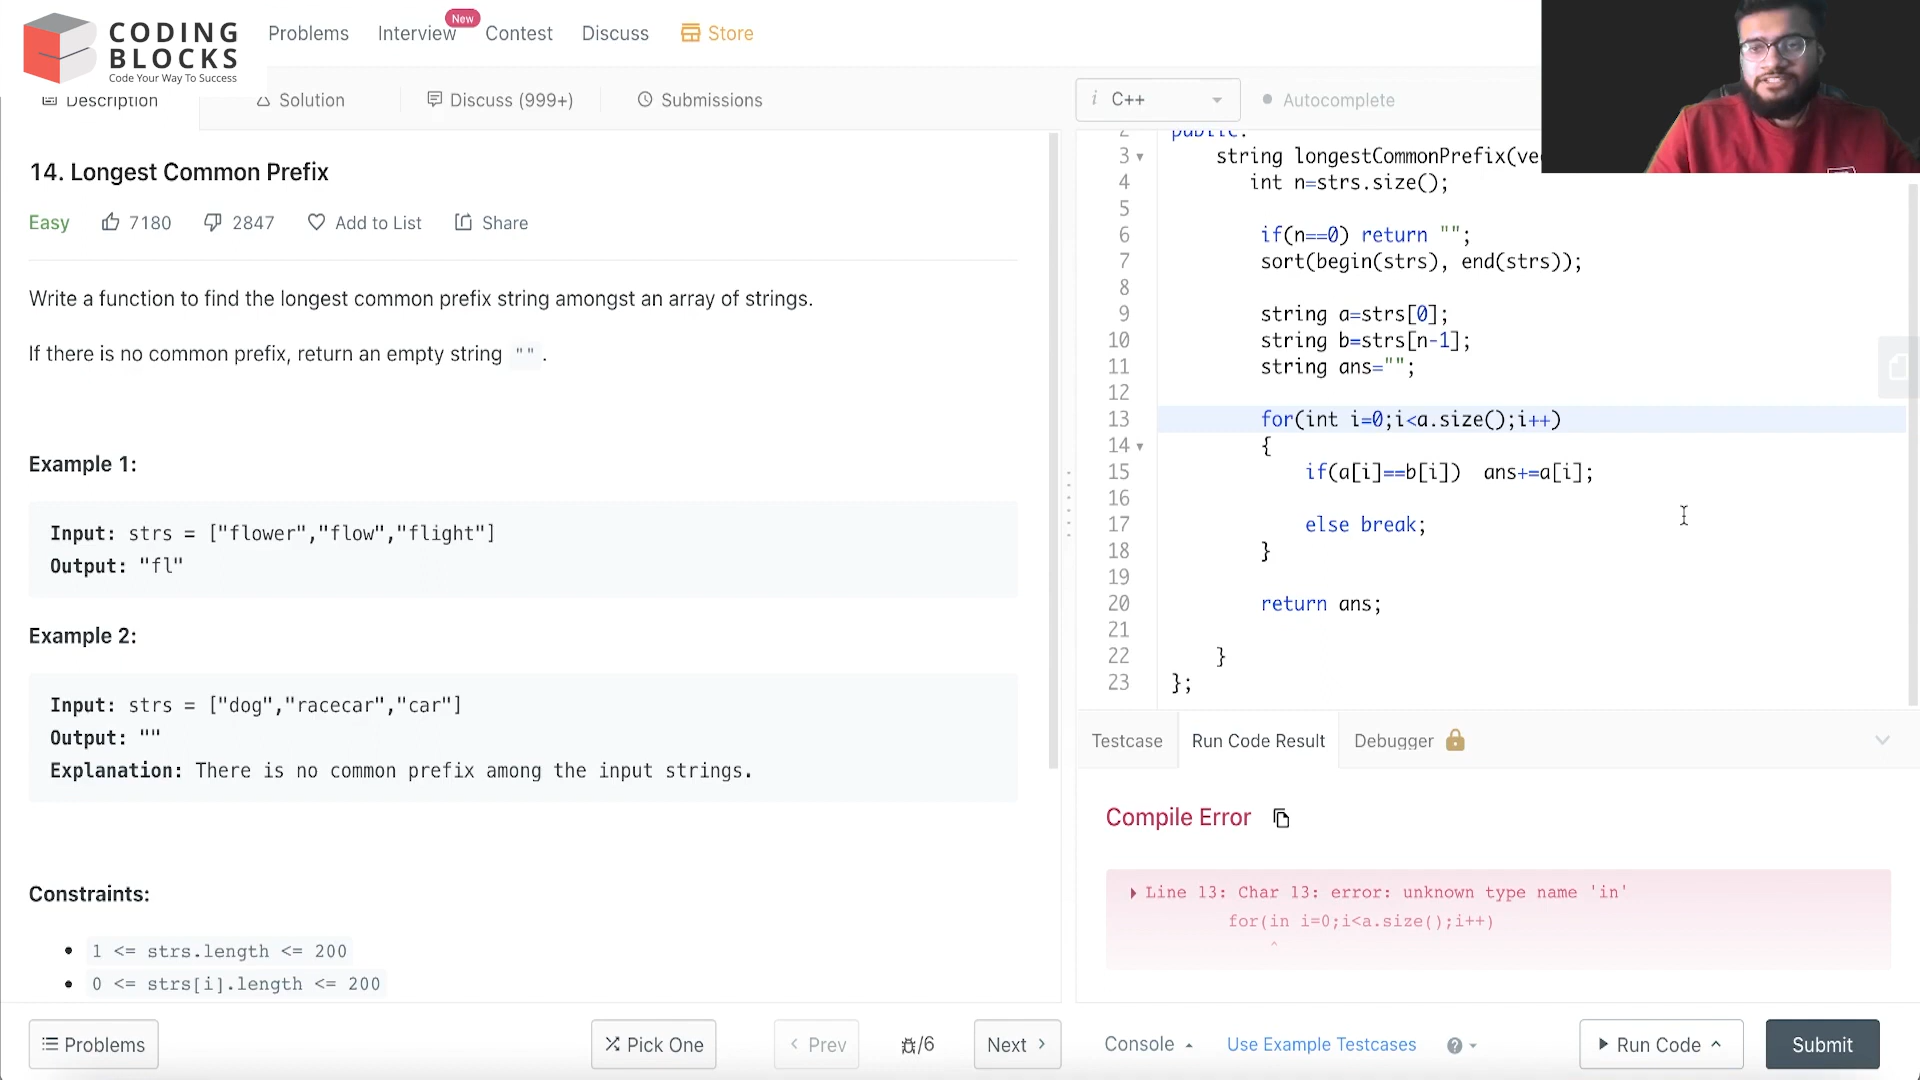 CODING
BLOCKS
Code Your Way To Success
Problems
Interview
New
Contest
Discuss
Store
Description
Solution
Discuss (999+)
Submissions
i C++
Autocomplete
14. Longest Common Prefix
Easy
7180
2847
Add to List
Share
Write a function to find the longest common prefix string amongst an array of strings.
If there is no common prefix, return an empty string "".
Example 1:
Input: strs = ["flower","flow","flight"]
Output: "fl"
Example 2:
Input: strs = ["dog","racecar","car"]
Output: ""
Explanation: There is no common prefix among the input strings.
Constraints:
1 <= strs.length <= 200
0 <= strs[i].length <= 200
2 public:
3 string longestCommonPrefix(ve
4 int n=strs.size();
5
6 if(n==0) return "";
7 sort(begin(strs), end(strs));
8
9 string a=strs[0];
10 string b=strs[n-1];
11 string ans="";
12
13 for(int i=0;i<a.size();i++)
14 {
15 if(a[i]==b[i]) ans+=a[i];
16
17 else break;
18 }
19
20 return ans;
21
22 }
23 };
Testcase
Run Code Result
Debugger
Compile Error
Line 13: Char 13: error: unknown type name 'in'
for(in i=0;i<a.size();i++)
^
Problems
Pick One
< Prev
/6
Next >
Console
Use Example Testcases
?
Run Code
Submit